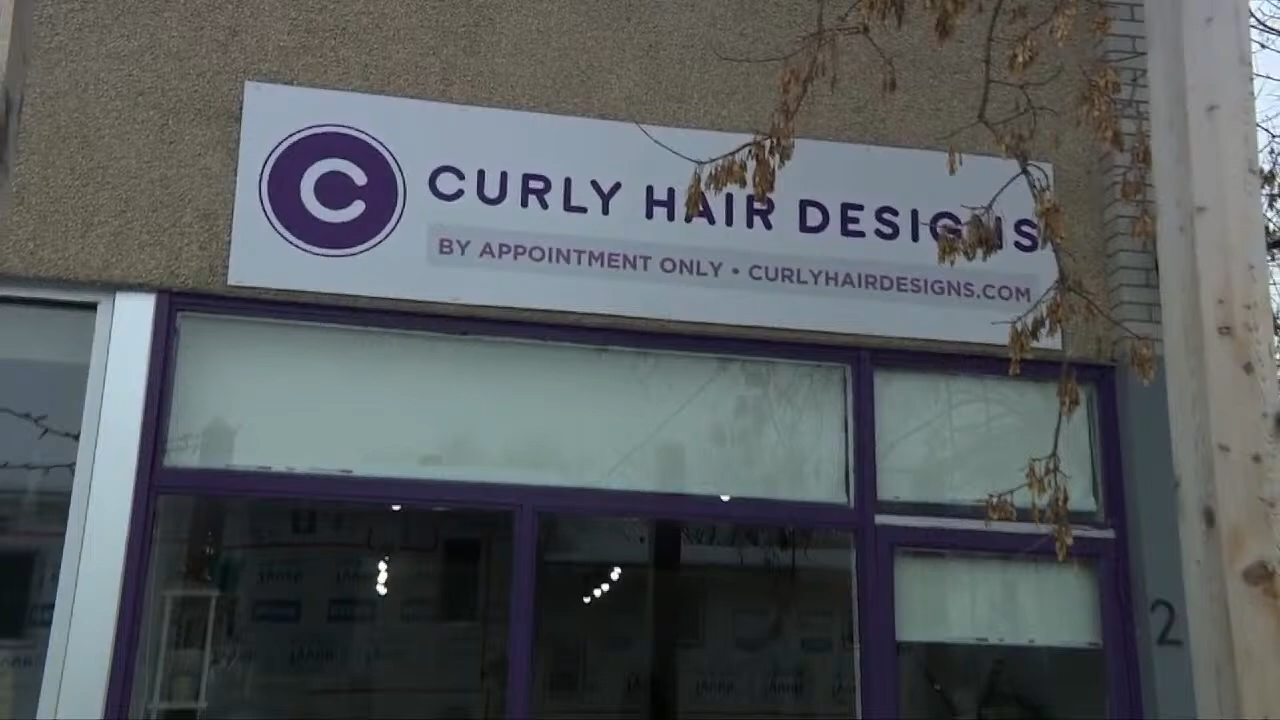 C
CURLY HAIR DESIGNS
BY APPOINTMENT ONLY • CURLYHAIRDESIGNS.COM
2